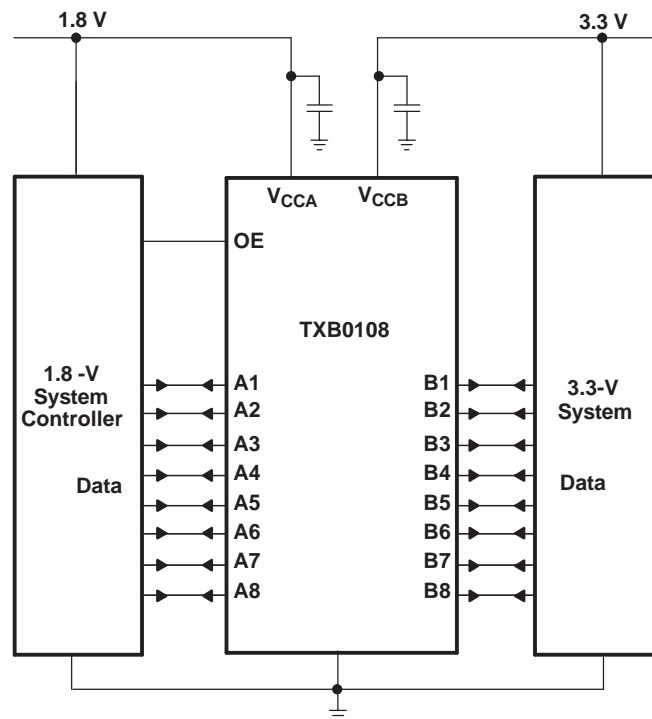 1.8 V
3.3 V
VCCA
VCCB
OE
TXB0108
1.8 -V
System
Controller
Data
A1
A2
A3
A4
A5
A6
A7
A8
B1
B2
B3
B4
B5
B6
B7
B8
3.3-V
System
Data